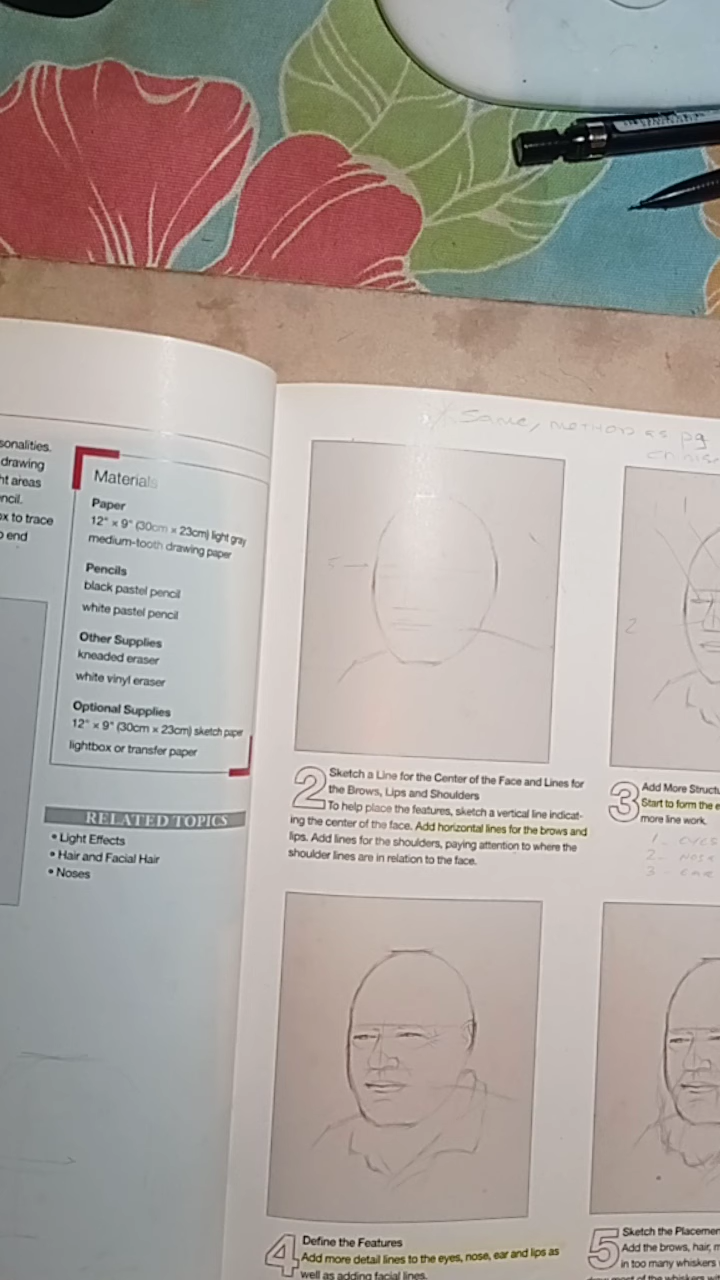 sonalities.
drawing
ht areas
ncil.
ox to trace
end
Materials
Paper
12" × 9" (30cm × 23cm) light gray
medium-tooth drawing paper
Pencils
black pastel pencil
white pastel pencil
Other Supplies
kneaded eraser
white vinyl eraser
Optional Supplies
12" × 9" (30cm × 23cm) sketch paper
lightbox or transfer paper
RELATED TOPICS
• Light Effects
• Hair and Facial Hair
• Noses
Same, method as pg
5
2
2 Sketch a Line for the Center of the Face and Lines for
the Brows, Lips and Shoulders
To help place the features, sketch a vertical line indicat-
ing the center of the face. Add horizontal lines for the brows and
lips. Add lines for the shoulders, paying attention to where the
shoulder lines are in relation to the face.
3 Add More Structu
Start to form the e
more line work.
1 - eyes
2 - nose
3 - ear
4 Define the Features
Add more detail lines to the eyes, nose, ear and lips as
well as adding facial lines.
5 Sketch the Placemen
Add the brows, hair, m
in too many whiskers